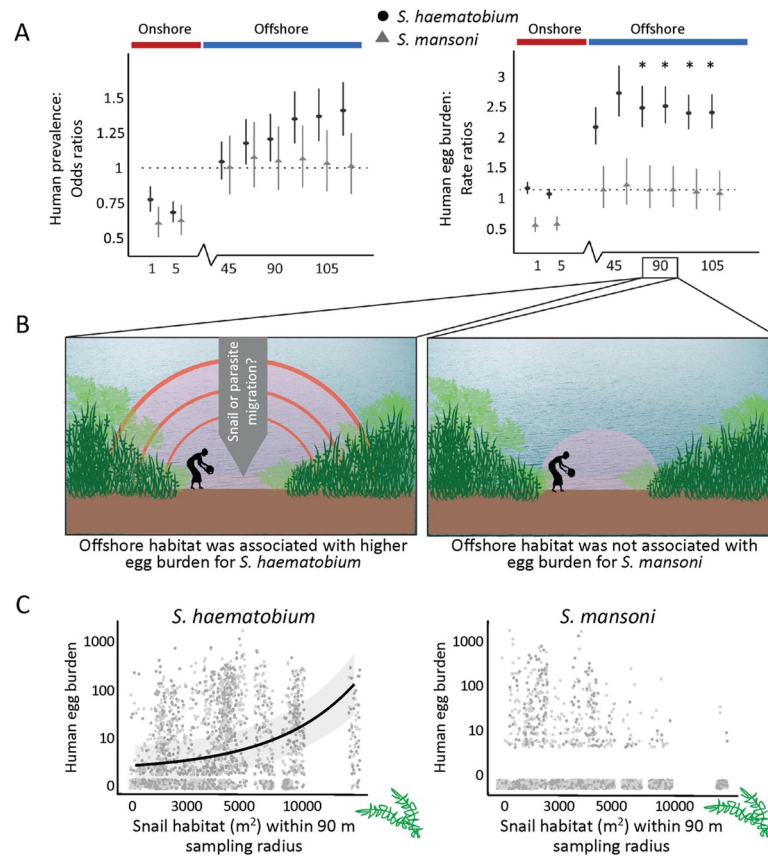 A
Onshore
Offshore
S. haematobium
S. mansoni
Onshore
Offshore
Human prevalence:
Odds ratios
1.5
1.25
1
0.75
0.5
1
5
45
90
105
Human egg burden:
Rate ratios
3
2.5
2
1.5
1
0.5
* * * *
1
5
45
90
105
B
Snail or parasite
migration?
Offshore habitat was associated with higher
egg burden for S. haematobium
Offshore habitat was not associated with
egg burden for S. mansoni
C
S. haematobium
Human egg burden
1000
100
10
0
0
3000
5000
10000
Snail habitat (m²) within 90 m
sampling radius
S. mansoni
Human egg burden
1000
100
10
0
0
3000
5000
10000
Snail habitat (m²) within 90 m
sampling radius